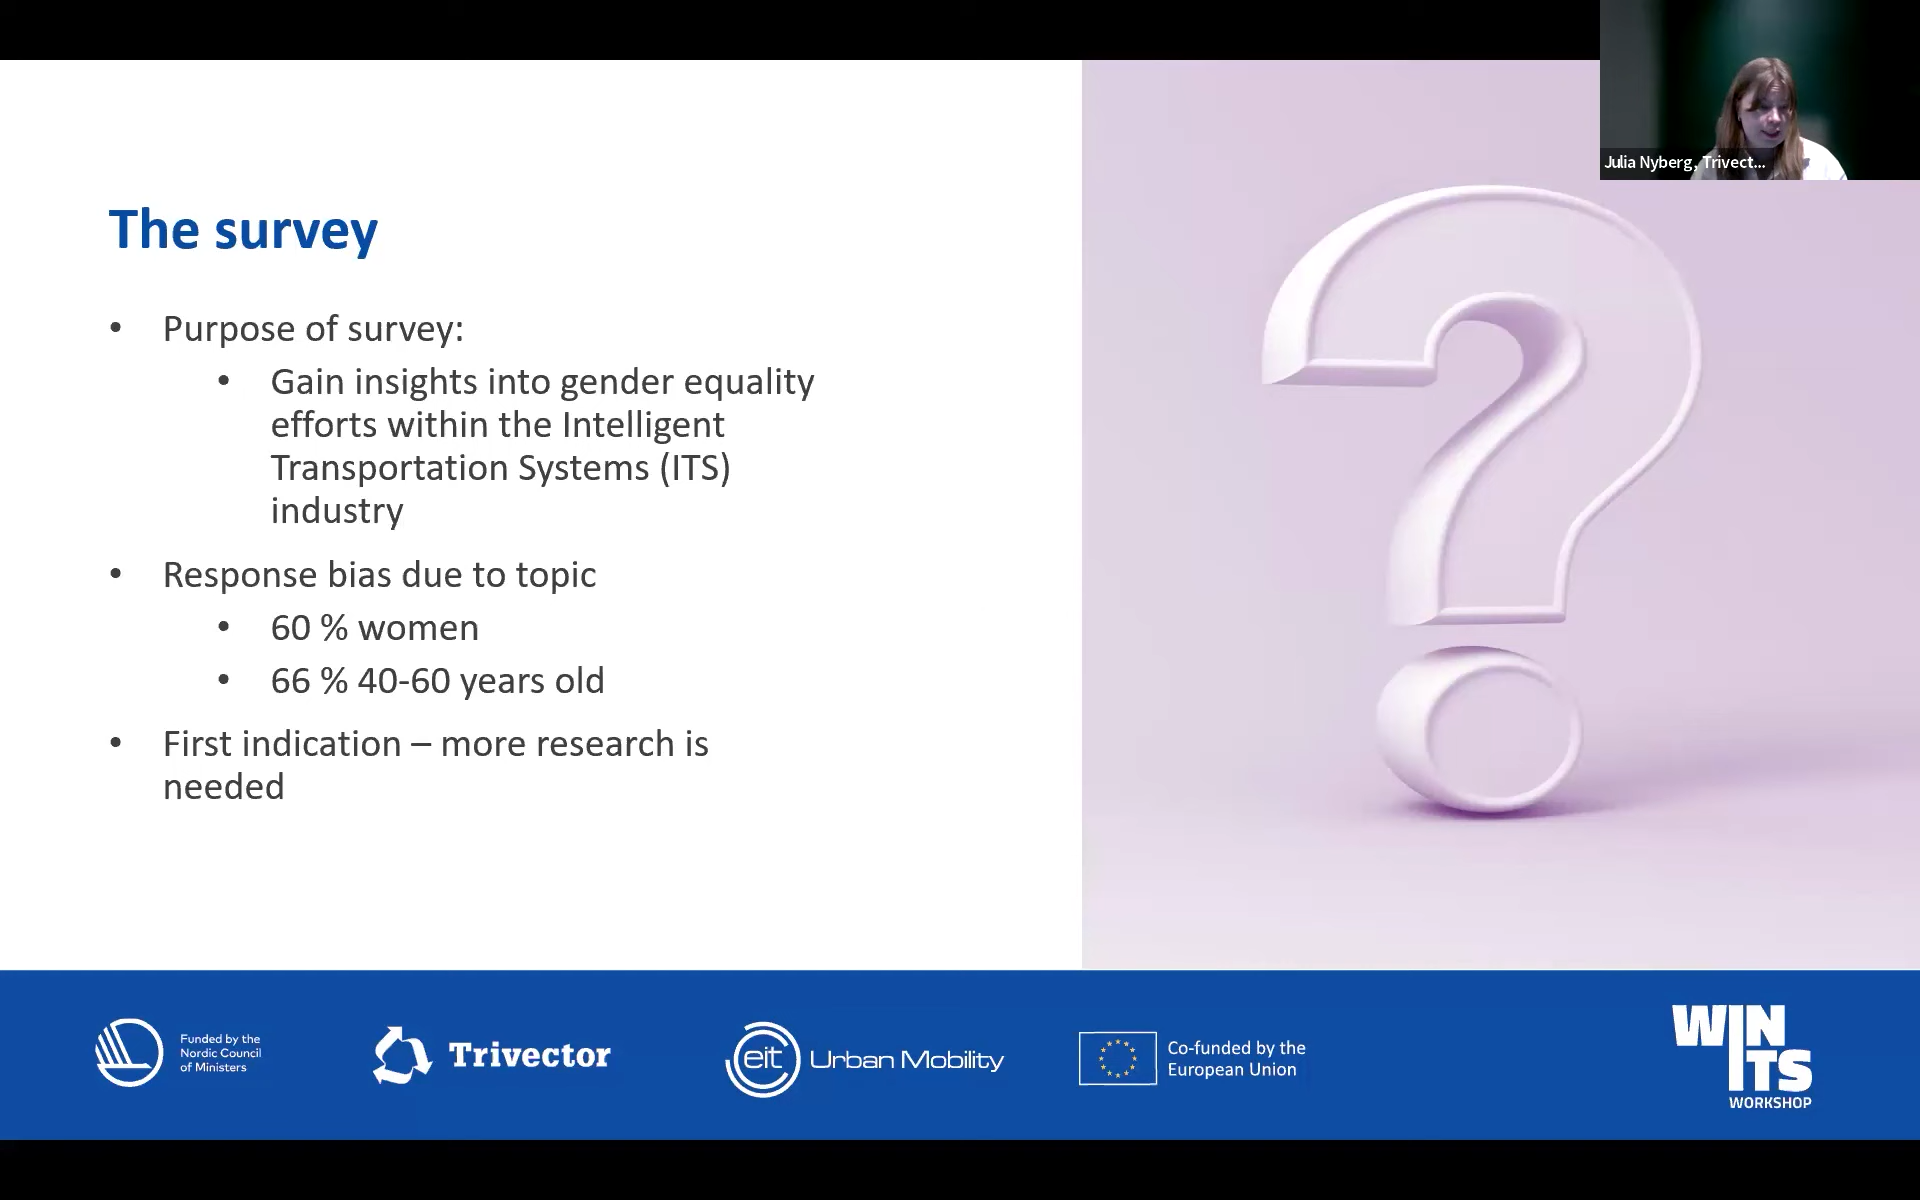 Julia Nyberg, Trivect...
The survey
• Purpose of survey:
• Gain insights into gender equality
efforts within the Intelligent
Transportation Systems (ITS)
industry
• Response bias due to topic
• 60 % women
• 66 % 40-60 years old
• First indication – more research is
needed
Funded by the
Nordic Council
of Ministers
Trivector
eit Urban Mobility
Co-funded by the
European Union
WIN
ITS
WORKSHOP